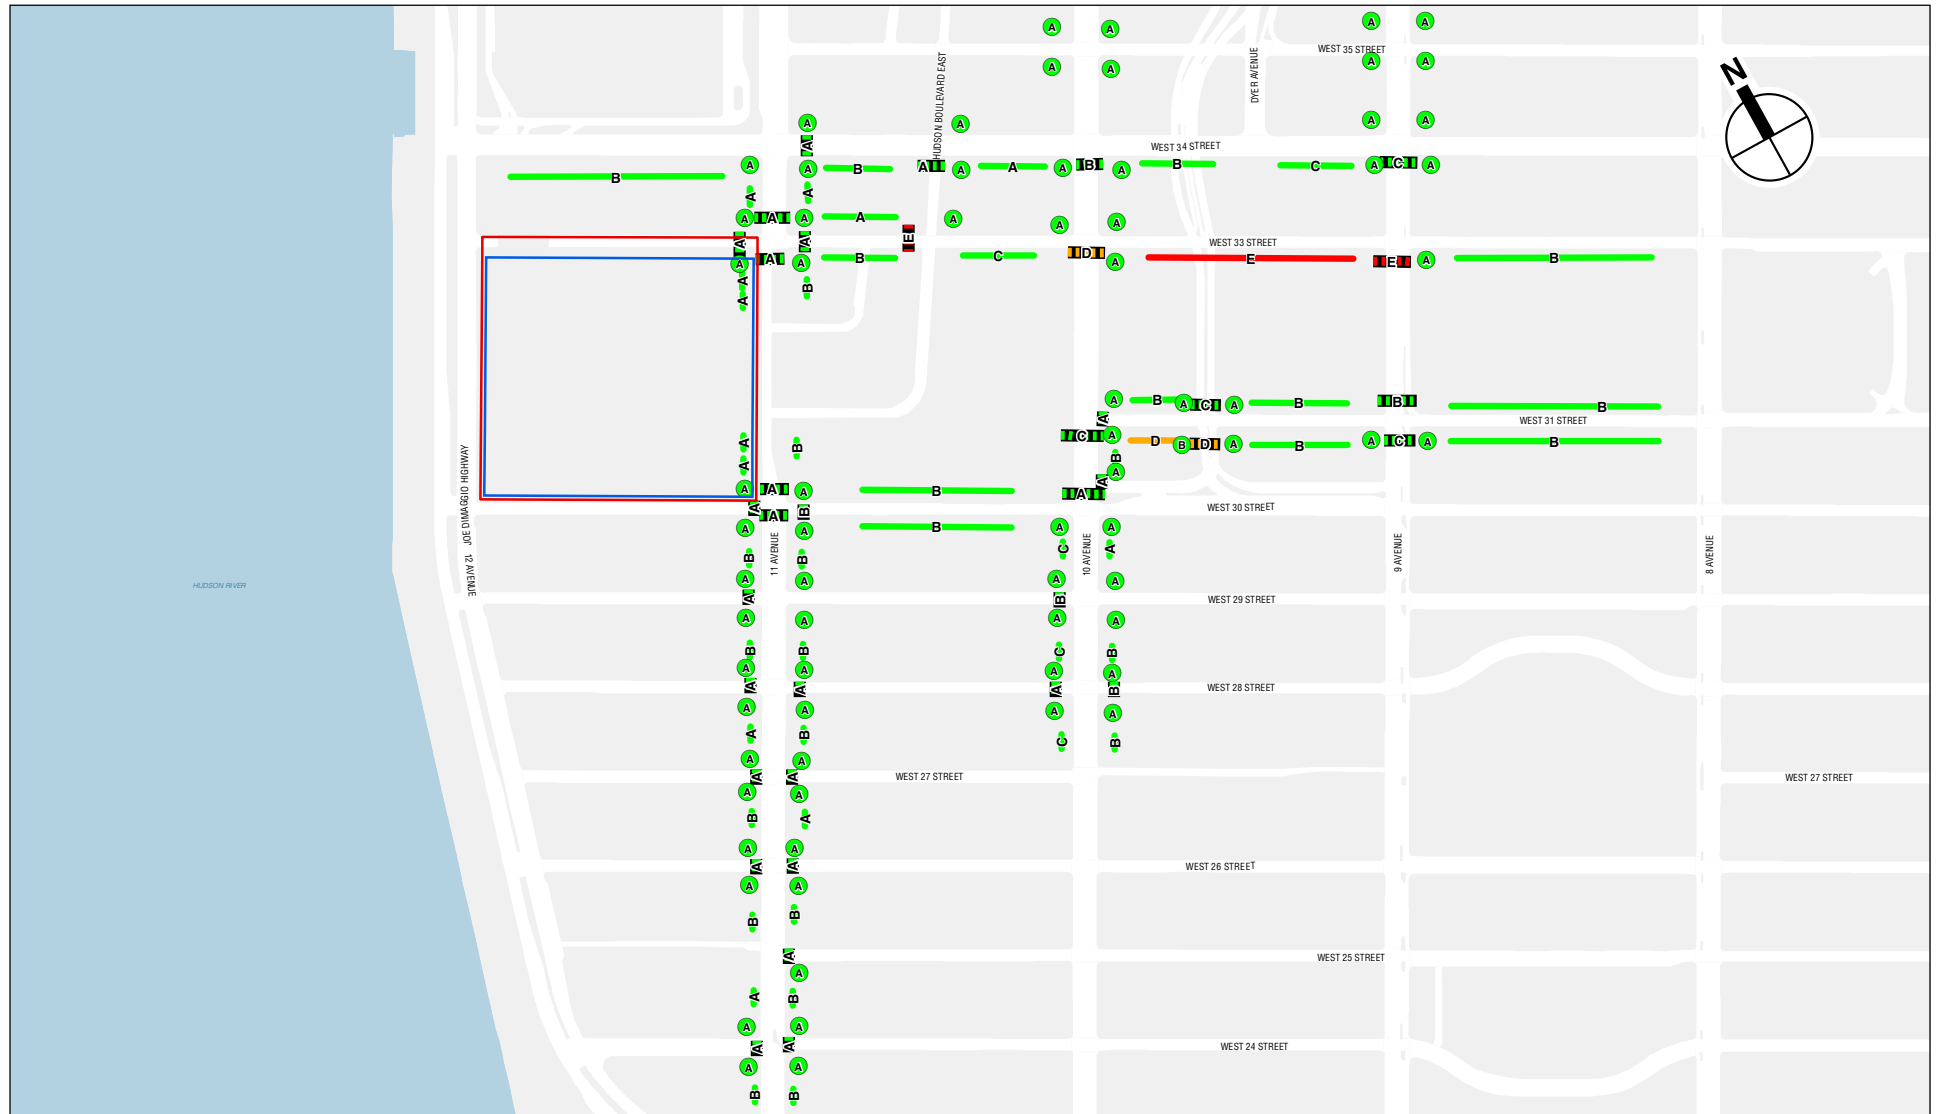 A A A A
WEST 35 STREET
A A A A
DYER AVENUE
HUDSON BOULEVARD EAST
N
A A A A
A
WEST 34 STREET
A A B A A A A B A B C A C A
B
A A
A A A A A A A
A A E WEST 33 STREET
A A A B C D A E E A B
A B
A
A B A C A B B B
A WEST 31 STREET
A B C A D B D A B A C A B
A B A
A A A A B A A
A B WEST 30 STREET
A A A B A A
JOE DIMAGGIO HIGHWAY
12 AVENUE
11 AVENUE
10 AVENUE
9 AVENUE
8 AVENUE
B B C A
A A A A
HUDSON RIVER
A B WEST 29 STREET
A A A A
B B C B
A A A A
A A A B WEST 28 STREET
A A A A
A B C B
A A
A A WEST 27 STREET WEST 27 STREET
A A
B A
A A
A A WEST 26 STREET
A A
B B
A WEST 25 STREET
A
A B
A A
A A WEST 24 STREET
A A
B B